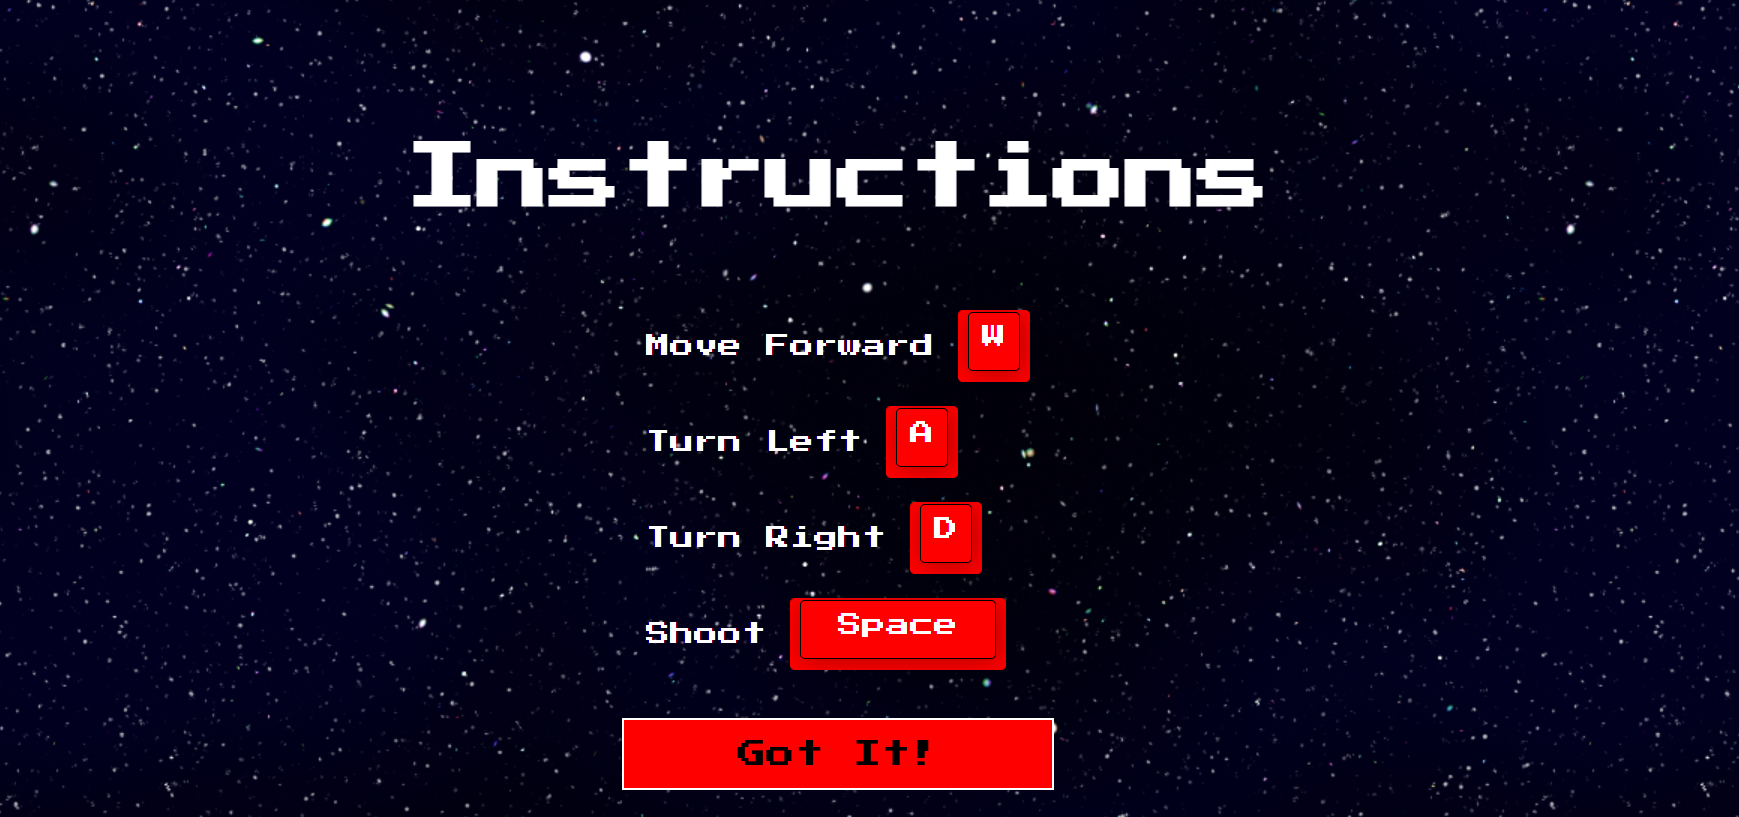 Instructions
Move Forward W
Turn Left A
Turn Right D
Shoot Space
Got It!